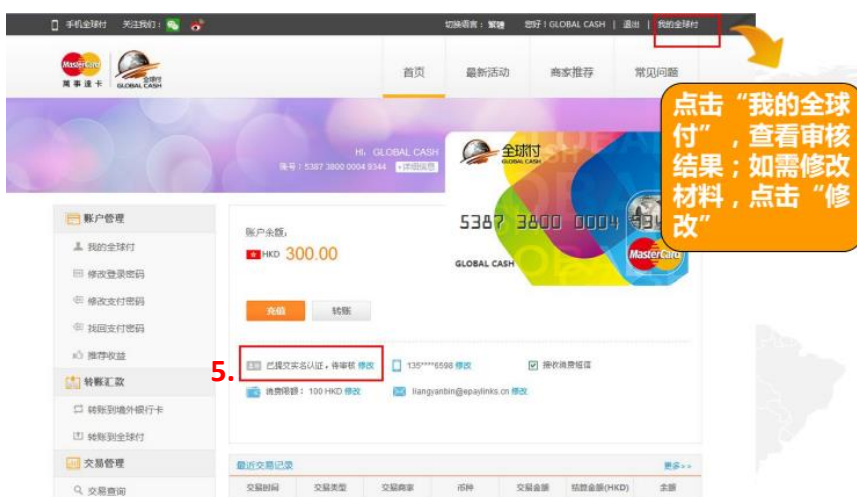 手机全球付 关注我们：
切换语言：繁體 您好！GLOBAL CASH | 退出 | 我的全球付
MasterCard
萬事達卡
全球付
GLOBAL CASH
首页 最新活动 商家推荐 常见问题
点击“我的全球
付”，查看审核
结果；如需修改
材料，点击“修
改”
Hi, GLOBAL CASH
账号：5387 3800 0004 9344 +详细信息
全球付
GLOBAL CASH
5387 3800 0004 934
GLOBAL CASH
MasterCard
账户管理
我的全球付
修改登录密码
修改支付密码
找回支付密码
推荐收益
转账汇款
转账到境外银行卡
转账到全球付
交易管理
交易查询
账户余额：
HKD 300.00
充值 转账
5.
已提交实名认证，待审核 修改
135****6598 修改
接收消费短信
消费限额：100 HKD 修改
liangyanbin@epaylinks.cn 修改
最近交易记录 更多>>
交易时间 交易类型 交易商家 币种 交易金额 结算金额(HKD) 余额